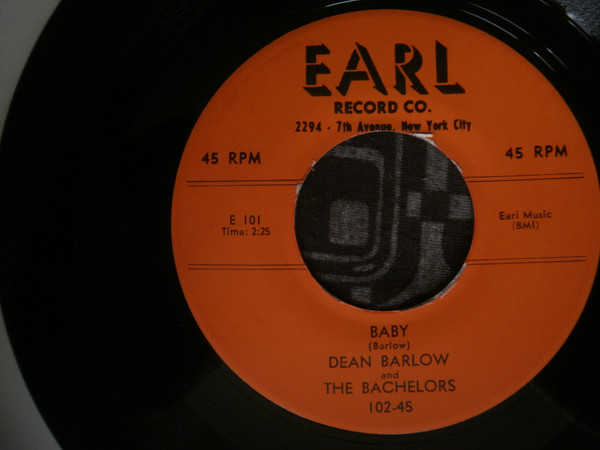 EARL
RECORD CO.
2294 - 7th Avenue, New York City
45 RPM
45 RPM
E 101
Time: 2:25
Earl Music
(BMI)
BABY
(Barlow)
DEAN BARLOW
and
THE BACHELORS
102-45